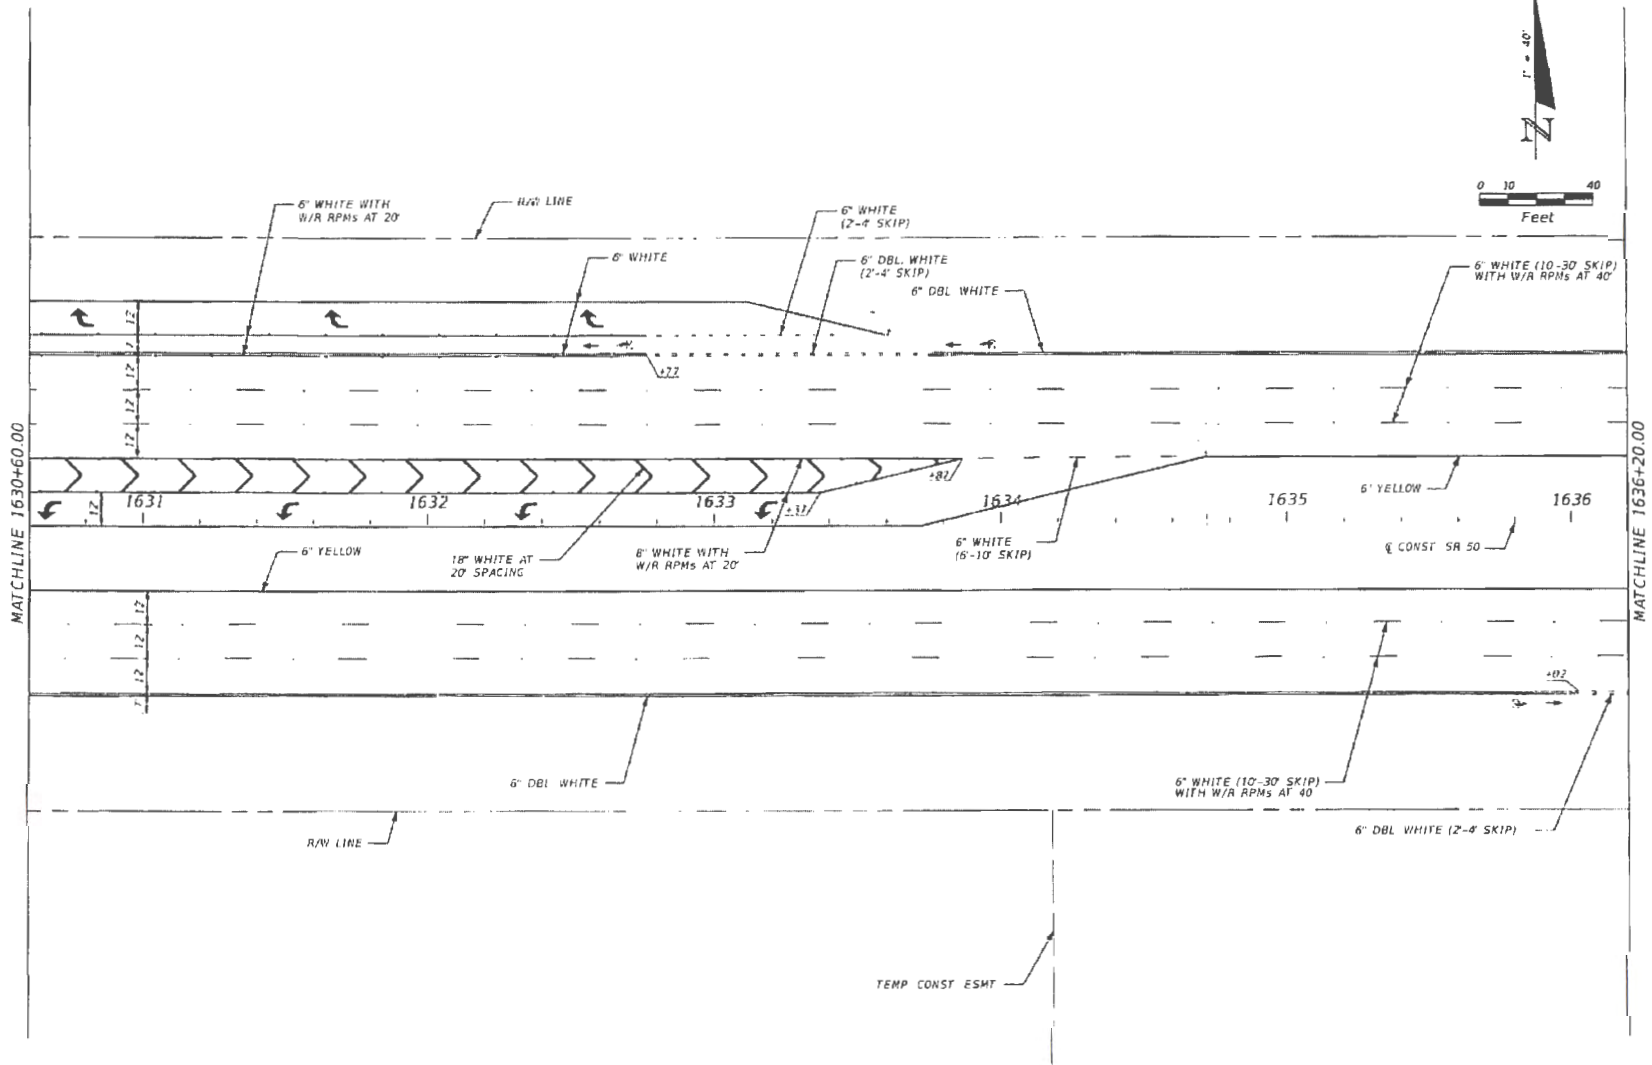 1" = 40'
N
0 10 40
Feet
6" WHITE WITH
W/R RPMs AT 20'
R/W LINE
6" WHITE
(2'-4' SKIP)
6" WHITE
6" DBL. WHITE
(2'-4' SKIP)
6" DBL WHITE
6" WHITE (10'-30' SKIP)
WITH W/R RPMs AT 40'
12
7
12
12
12
+77
MATCHLINE 1630+60.00
MATCHLINE 1636+20.00
1631
1632
1633
1634
1635
1636
12
+37
+82
6" YELLOW
℄ CONST SR 50
6" YELLOW
18" WHITE AT
20' SPACING
8" WHITE WITH
W/R RPMs AT 20'
6" WHITE
(6'-10' SKIP)
12
12
12
7
+02
6" DBL WHITE
6" WHITE (10'-30' SKIP)
WITH W/R RPMs AT 40
6" DBL WHITE (2'-4' SKIP)
R/W LINE
TEMP CONST ESMT